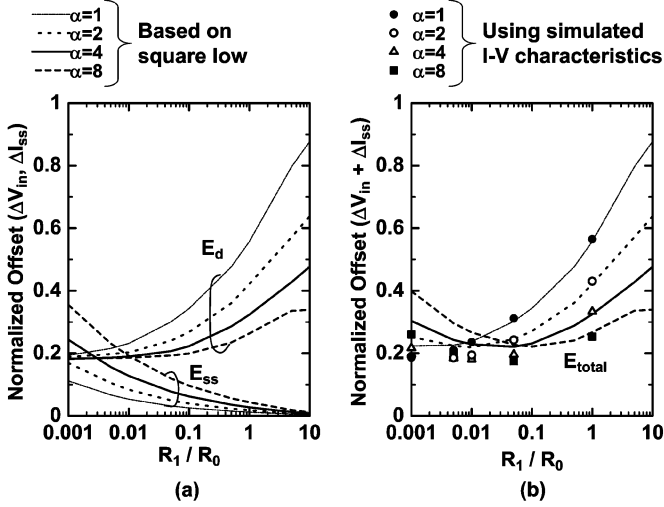 α=1
α=2
α=4
α=8
Based on
square low
α=1
α=2
α=4
α=8
Using simulated
I-V characteristics
(a)
(b)
Normalized Offset (ΔVin, ΔIss)
1
0.8
0.6
0.4
0.2
0
Ed
Ess
0.001
0.01
0.1
1
10
R1 / R0
Normalized Offset (ΔVin + ΔIss)
1
0.8
0.6
0.4
0.2
0
Etotal
0.001
0.01
0.1
1
10
R1 / R0